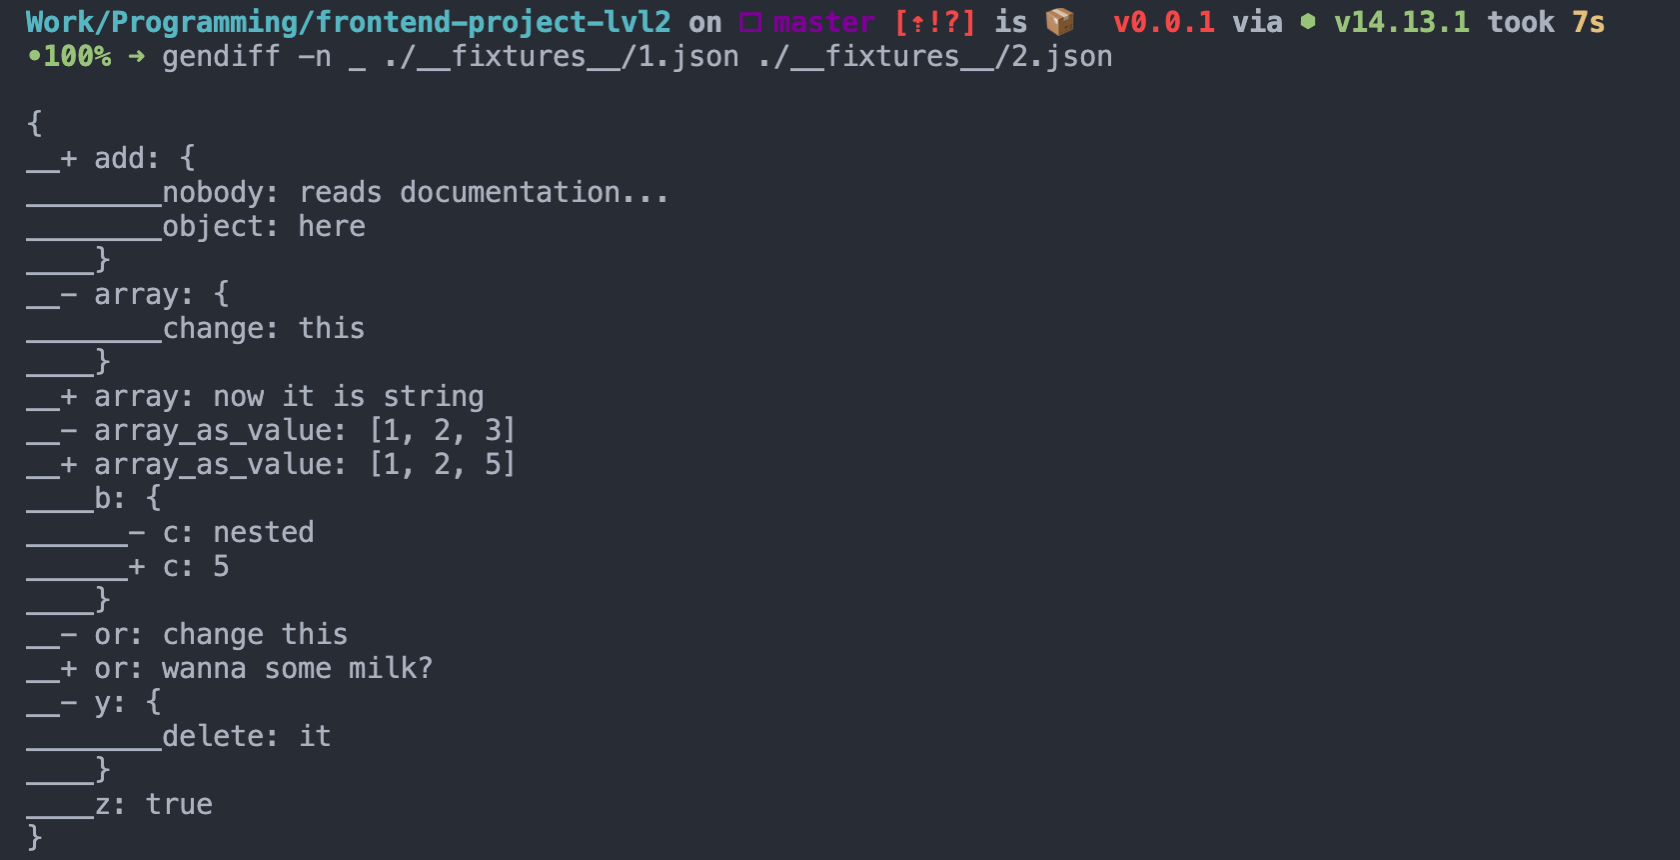 Work/Programming/frontend-project-lvl2 on □ master [⇡!?] is 📦 v0.0.1 via ⬢ v14.13.1 took 7s
•100% ➜ gendiff -n _ ./__fixtures__/1.json ./__fixtures__/2.json
{
__+ add: {
________nobody: reads documentation...
________object: here
____}
__- array: {
________change: this
____}
__+ array: now it is string
__- array_as_value: [1, 2, 3]
__+ array_as_value: [1, 2, 5]
____b: {
______- c: nested
______+ c: 5
____}
__- or: change this
__+ or: wanna some milk?
__- y: {
________delete: it
____}
____z: true
}